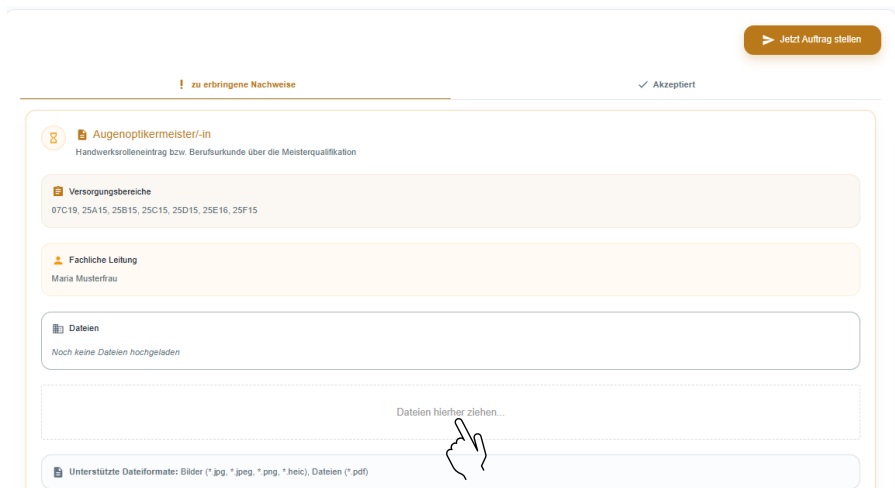 Jetzt Auftrag stellen
! zu erbringene Nachweise
Akzeptiert
Augenoptikermeister/-in
Handwerksrolleneintrag bzw. Berufsurkunde über die Meisterqualifikation
Versorgungsbereiche
07C19, 25A15, 25B15, 25C15, 25D15, 25E16, 25F15
Fachliche Leitung
Maria Musterfrau
Dateien
Noch keine Dateien hochgeladen
Dateien hierher ziehen...
Unterstützte Dateiformate: Bilder (*.jpg, *.jpeg, *.png, *.heic), Dateien (*.pdf)